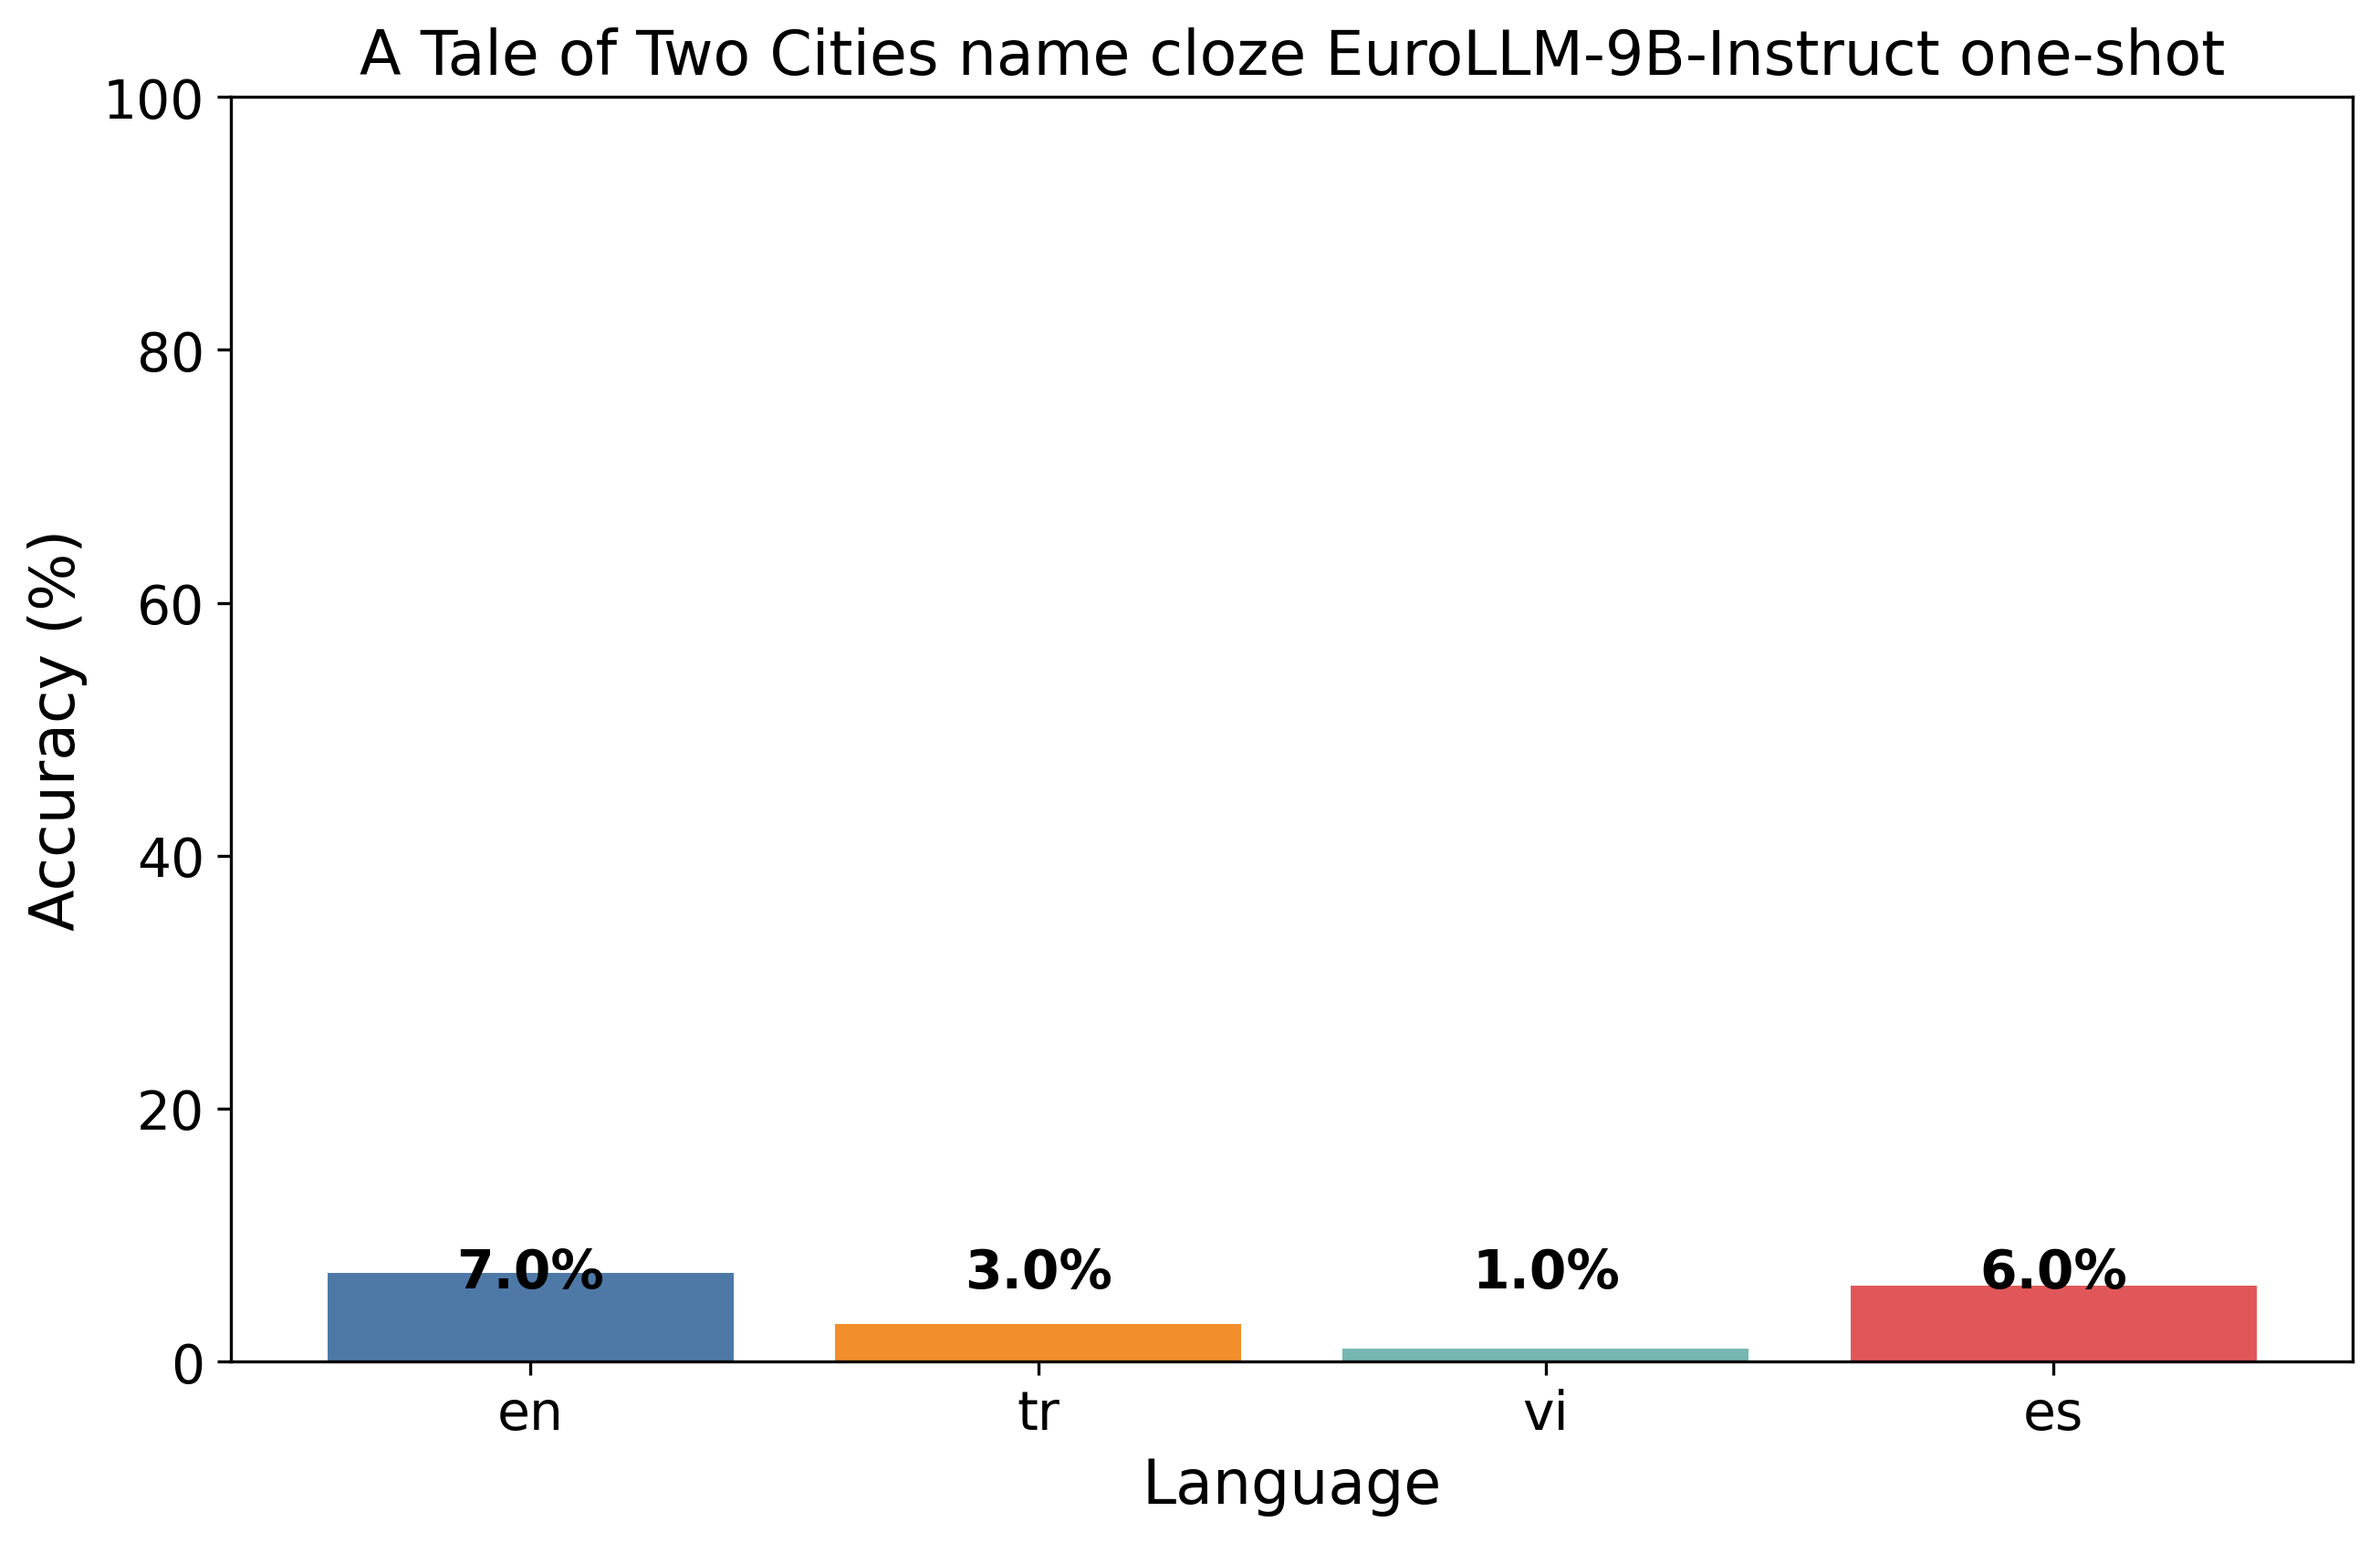 A Tale of Two Cities name cloze EuroLLM-9B-Instruct one-shot
Accuracy (%)
100
80
60
40
20
0
7.0%
3.0%
1.0%
6.0%
en
tr
vi
es
Language